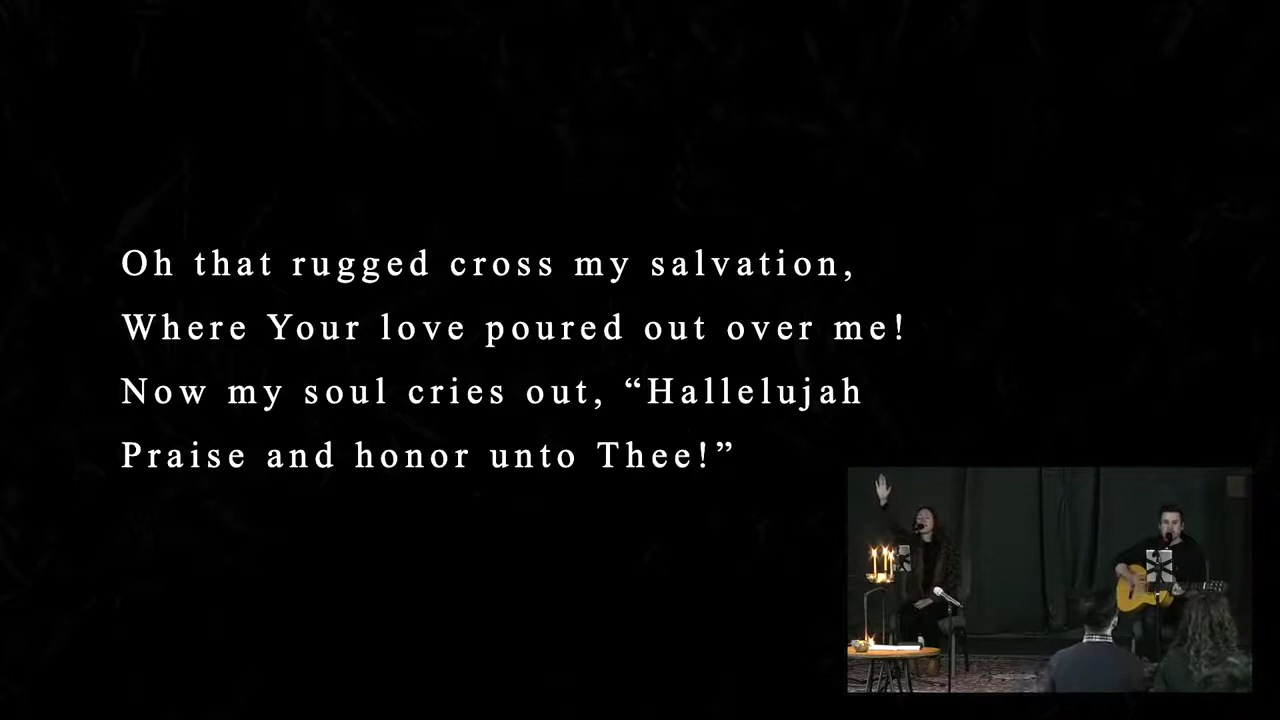 Oh that rugged cross my salvation,
Where Your love poured out over me!
Now my soul cries out, “Hallelujah
Praise and honor unto Thee!”